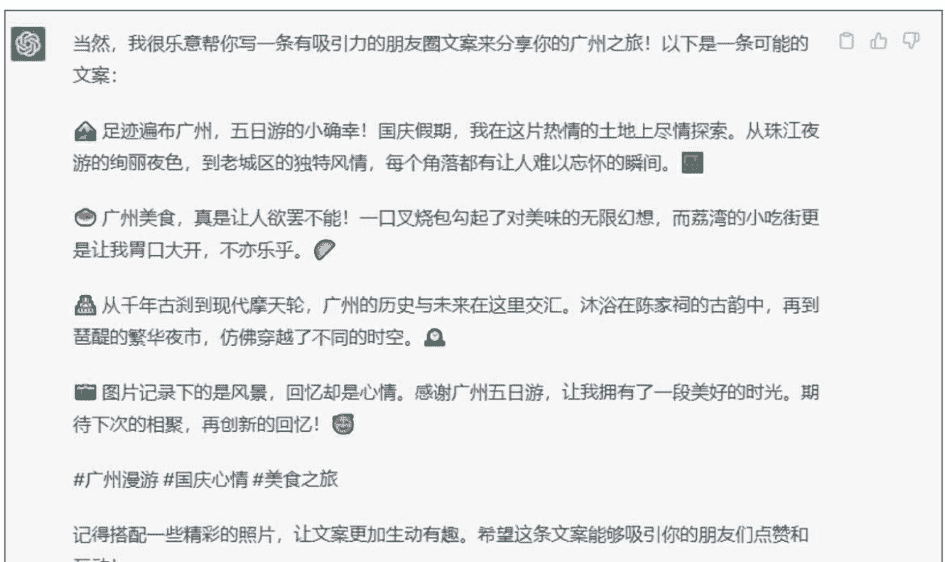 当然，我很乐意帮你写一条有吸引力的朋友圈文案来分享你的广州之旅！以下是一条可能的
文案：
足迹遍布广州，五日游的小确幸！国庆假期，我在这片热情的土地上尽情探索。从珠江夜
游的绚丽夜色，到老城区的独特风情，每个角落都有让人难以忘怀的瞬间。
广州美食，真是让人欲罢不能！一口叉烧包勾起了对美味的无限幻想，而荔湾的小吃街更
是让我胃口大开，不亦乐乎。
从千年古刹到现代摩天轮，广州的历史与未来在这里交汇。沐浴在陈家祠的古韵中，再到
琶醍的繁华夜市，仿佛穿越了不同的时空。
图片记录下的是风景，回忆却是心情。感谢广州五日游，让我拥有了一段美好的时光。期
待下次的相聚，再创新的回忆！
#广州漫游 #国庆心情 #美食之旅
记得搭配一些精彩的照片，让文案更加生动有趣。希望这条文案能够吸引你的朋友们点赞和